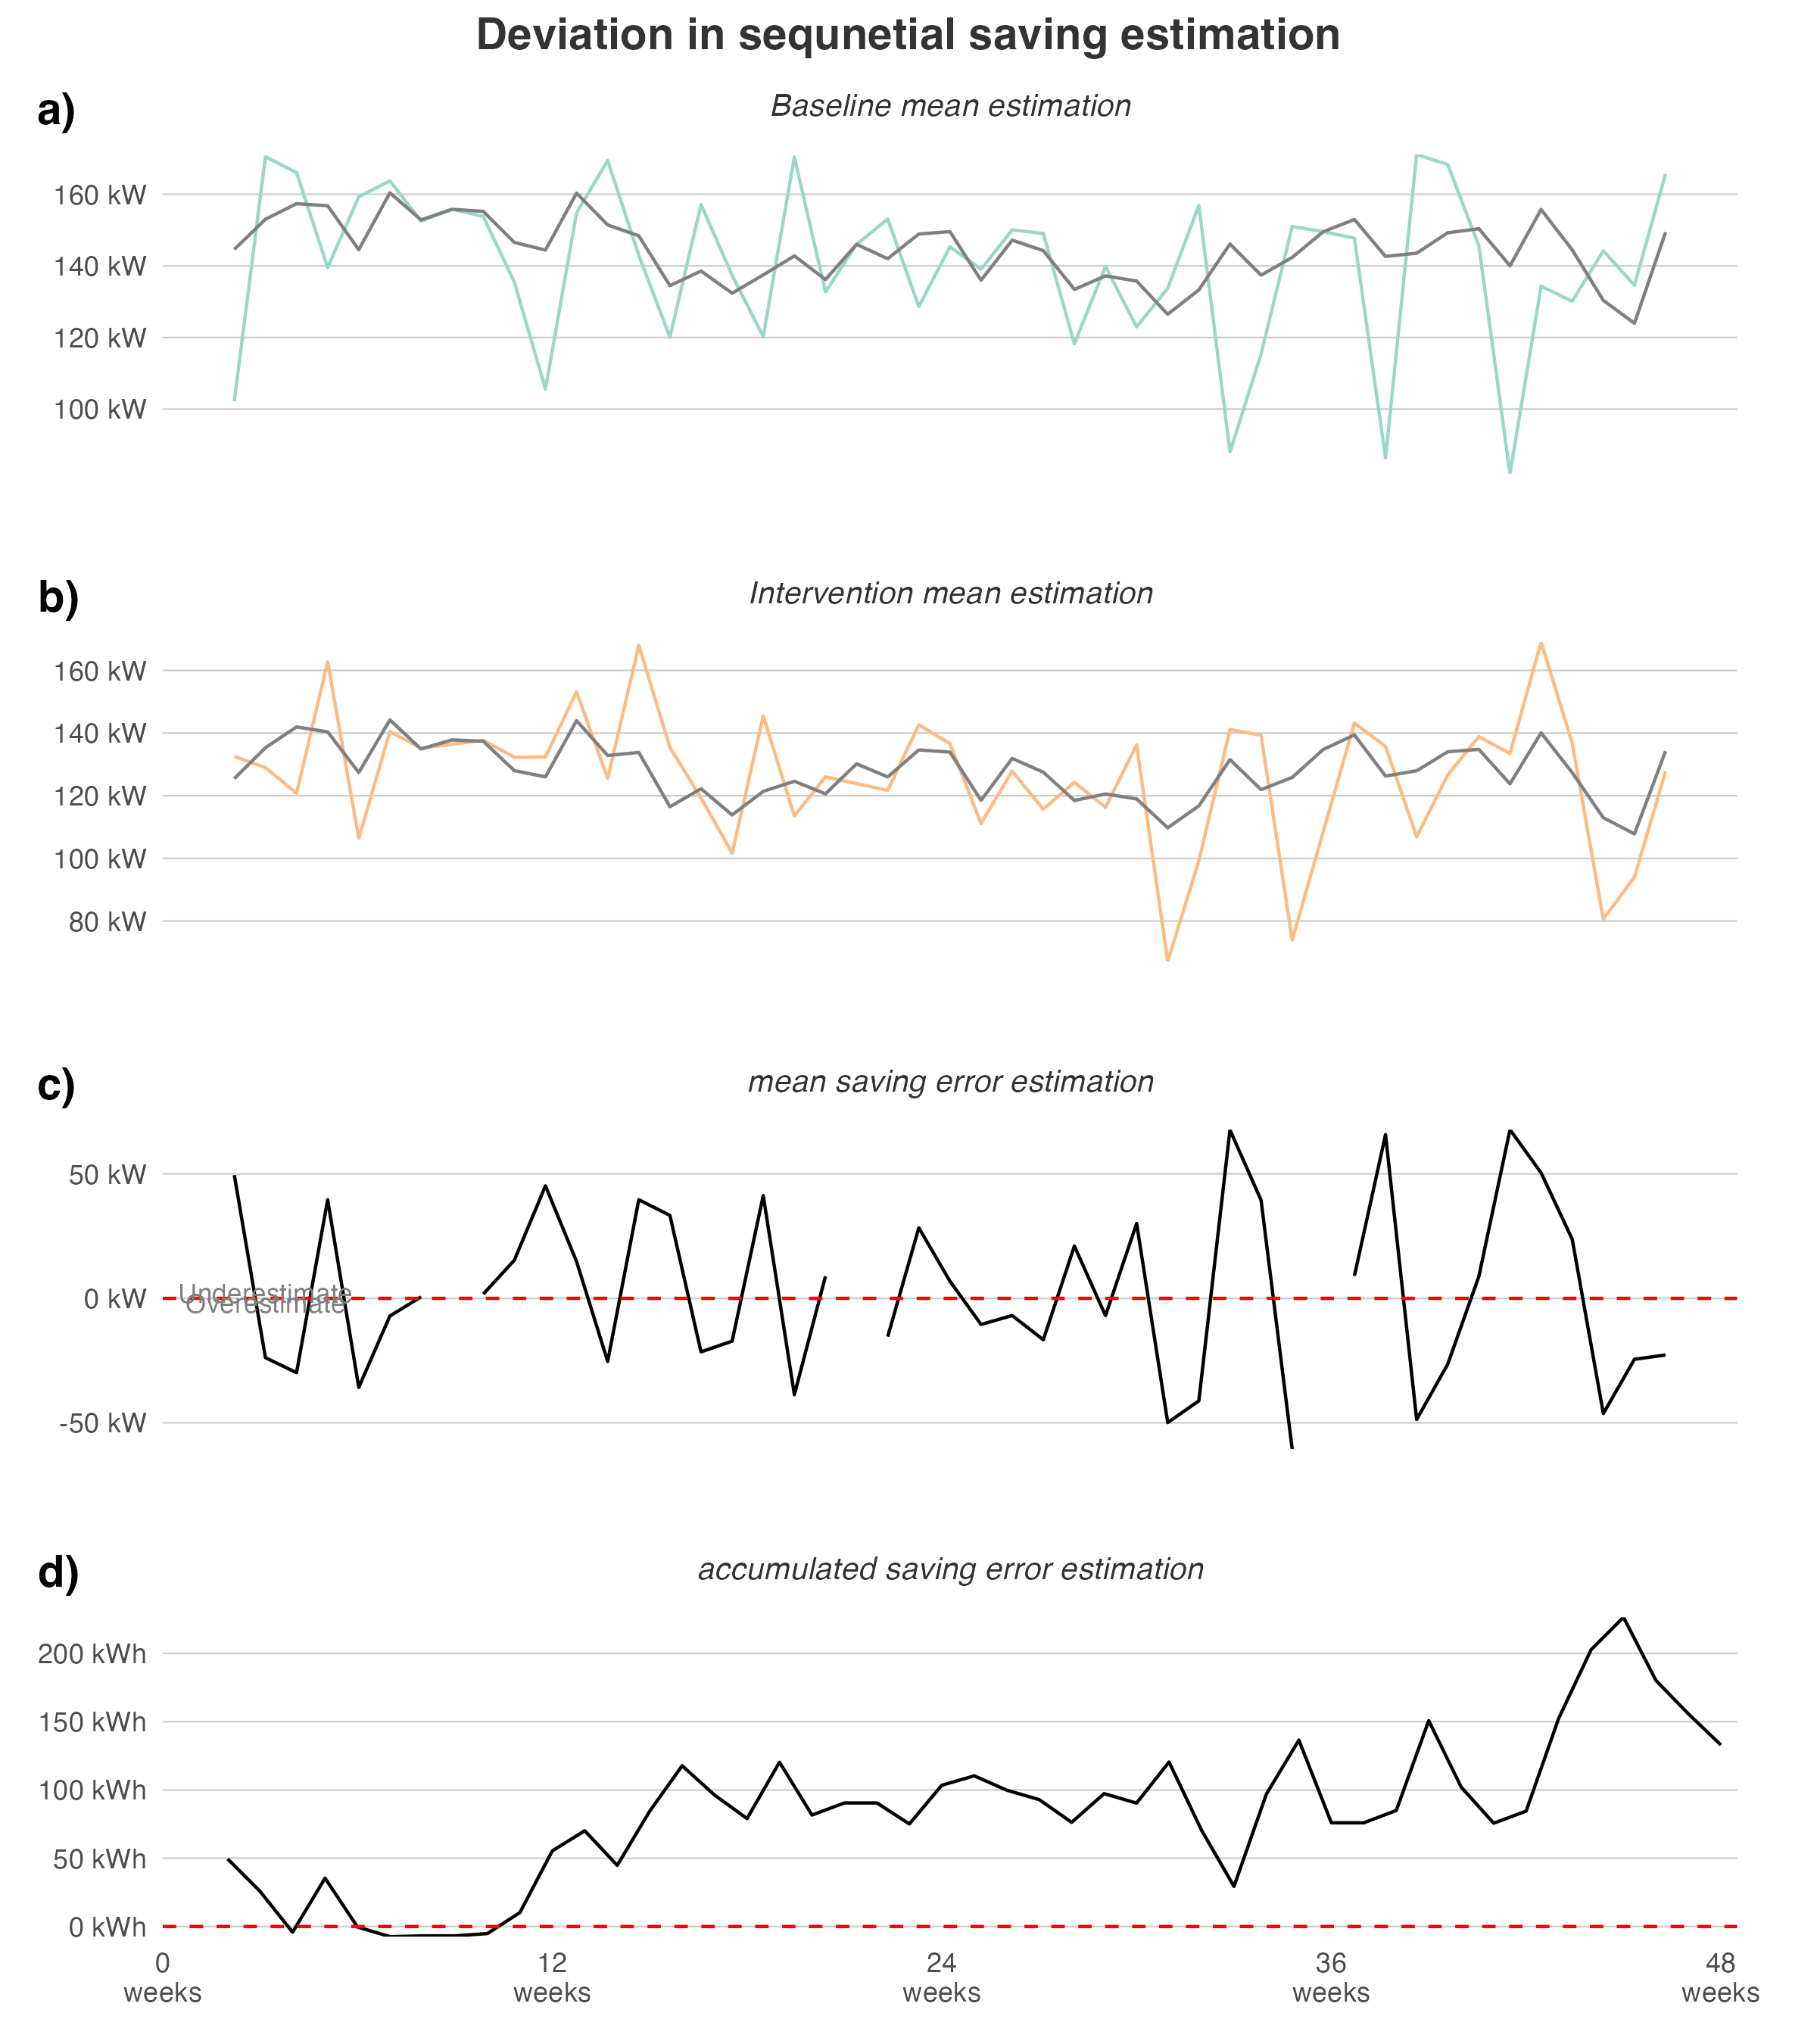 Deviation in sequnetial saving estimation
a)
Baseline mean estimation
160 kW
140 kW
120 kW
100 kW
b)
Intervention mean estimation
160 kW
140 kW
120 kW
100 kW
80 kW
c)
mean saving error estimation
50 kW
Underestimate
0 kW
Overestimate
-50 kW
d)
accumulated saving error estimation
200 kWh
150 kWh
100 kWh
50 kWh
0 kWh
0 12 24 36 48
weeks weeks weeks weeks weeks